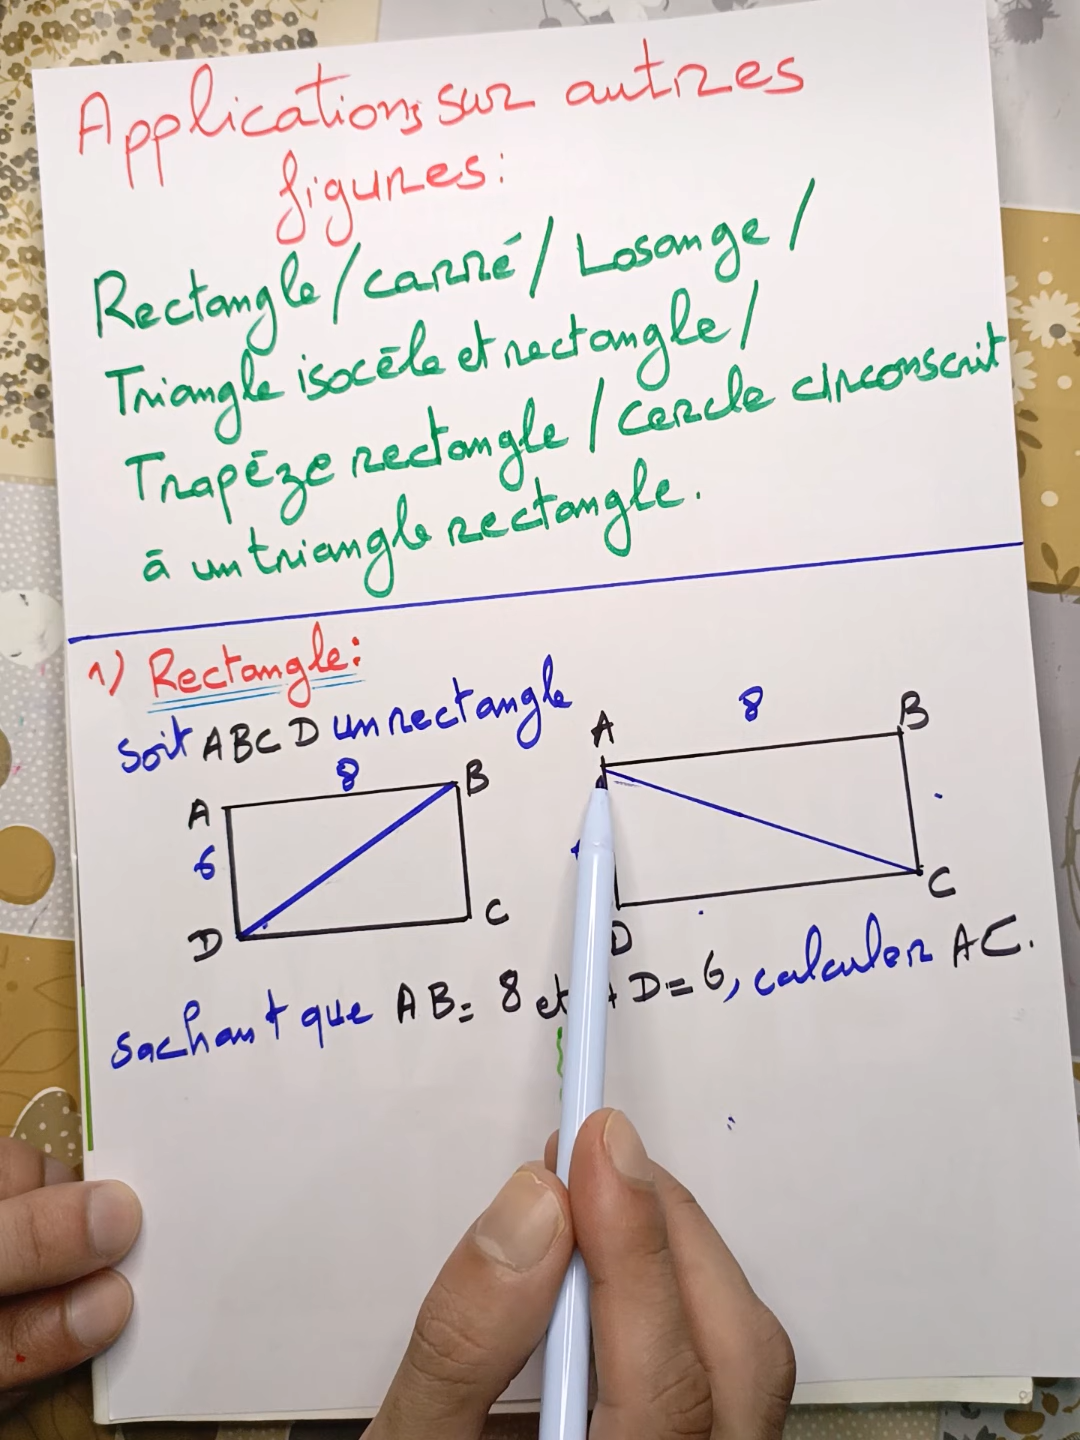 Applications sur autres
figures:
Rectangle/carré/Losange/
Triangle isocèle et rectangle/
Trapèze rectangle/cercle circonscrit
à un triangle rectangle.
1) Rectangle:
soit ABCD un rectangle
A 8 B
6
D C
A 8 B
D C
sachant que AB= 8 et D=6, calculer AC.